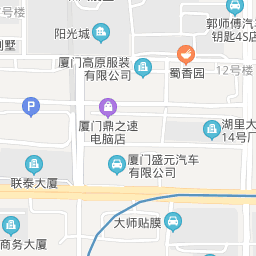 郭师傅汽
钥匙4S店
阳光城
别墅
厦门高原服装
有限公司
蜀香园
12号楼
P
厦门鼎之速
电脑店
湖里大
14号厂
厦门盛元汽车
有限公司
联泰大厦
大师贴膜
商务大厦